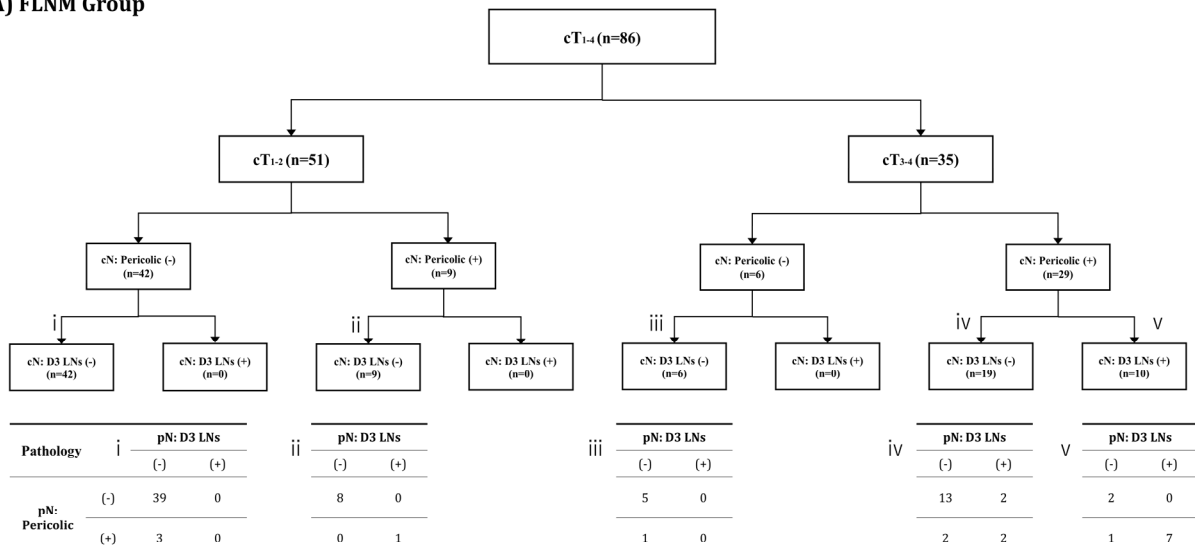 A) FLNM Group
cT1-4 (n=86)
cT1-2 (n=51)
cT3-4 (n=35)
cN: Pericolic (-)
(n=42)
cN: Pericolic (+)
(n=9)
cN: Pericolic (-)
(n=6)
cN: Pericolic (+)
(n=29)
i ii iii iv v
cN: D3 LNs (-)
(n=42)
cN: D3 LNs (+)
(n=0)
cN: D3 LNs (-)
(n=9)
cN: D3 LNs (+)
(n=0)
cN: D3 LNs (-)
(n=6)
cN: D3 LNs (+)
(n=0)
cN: D3 LNs (-)
(n=19)
cN: D3 LNs (+)
(n=10)
Pathology i pN: D3 LNs ii pN: D3 LNs iii pN: D3 LNs iv pN: D3 LNs v pN: D3 LNs
(-) (+) (-) (+) (-) (+) (-) (+) (-) (+)
pN: Pericolic
(-) 39 0 8 0 5 0 13 2 2 0
(+) 3 0 0 1 1 0 2 2 1 7